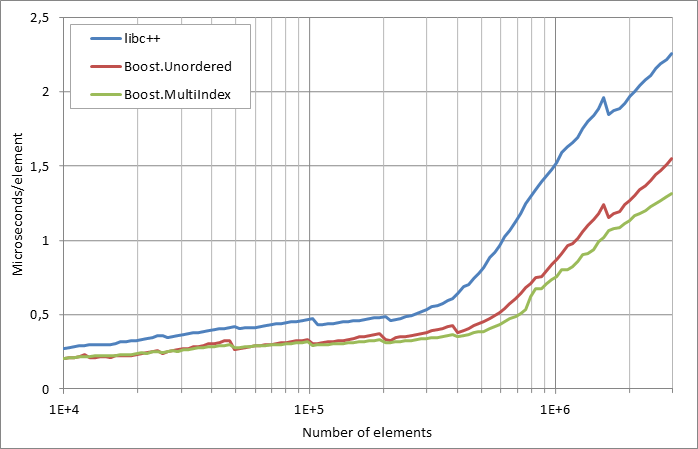 2,5
libc++
Boost.Unordered
Boost.MultiIndex
2
1,5
1
0,5
0
Microseconds/element
1E+4 1E+5 1E+6
Number of elements